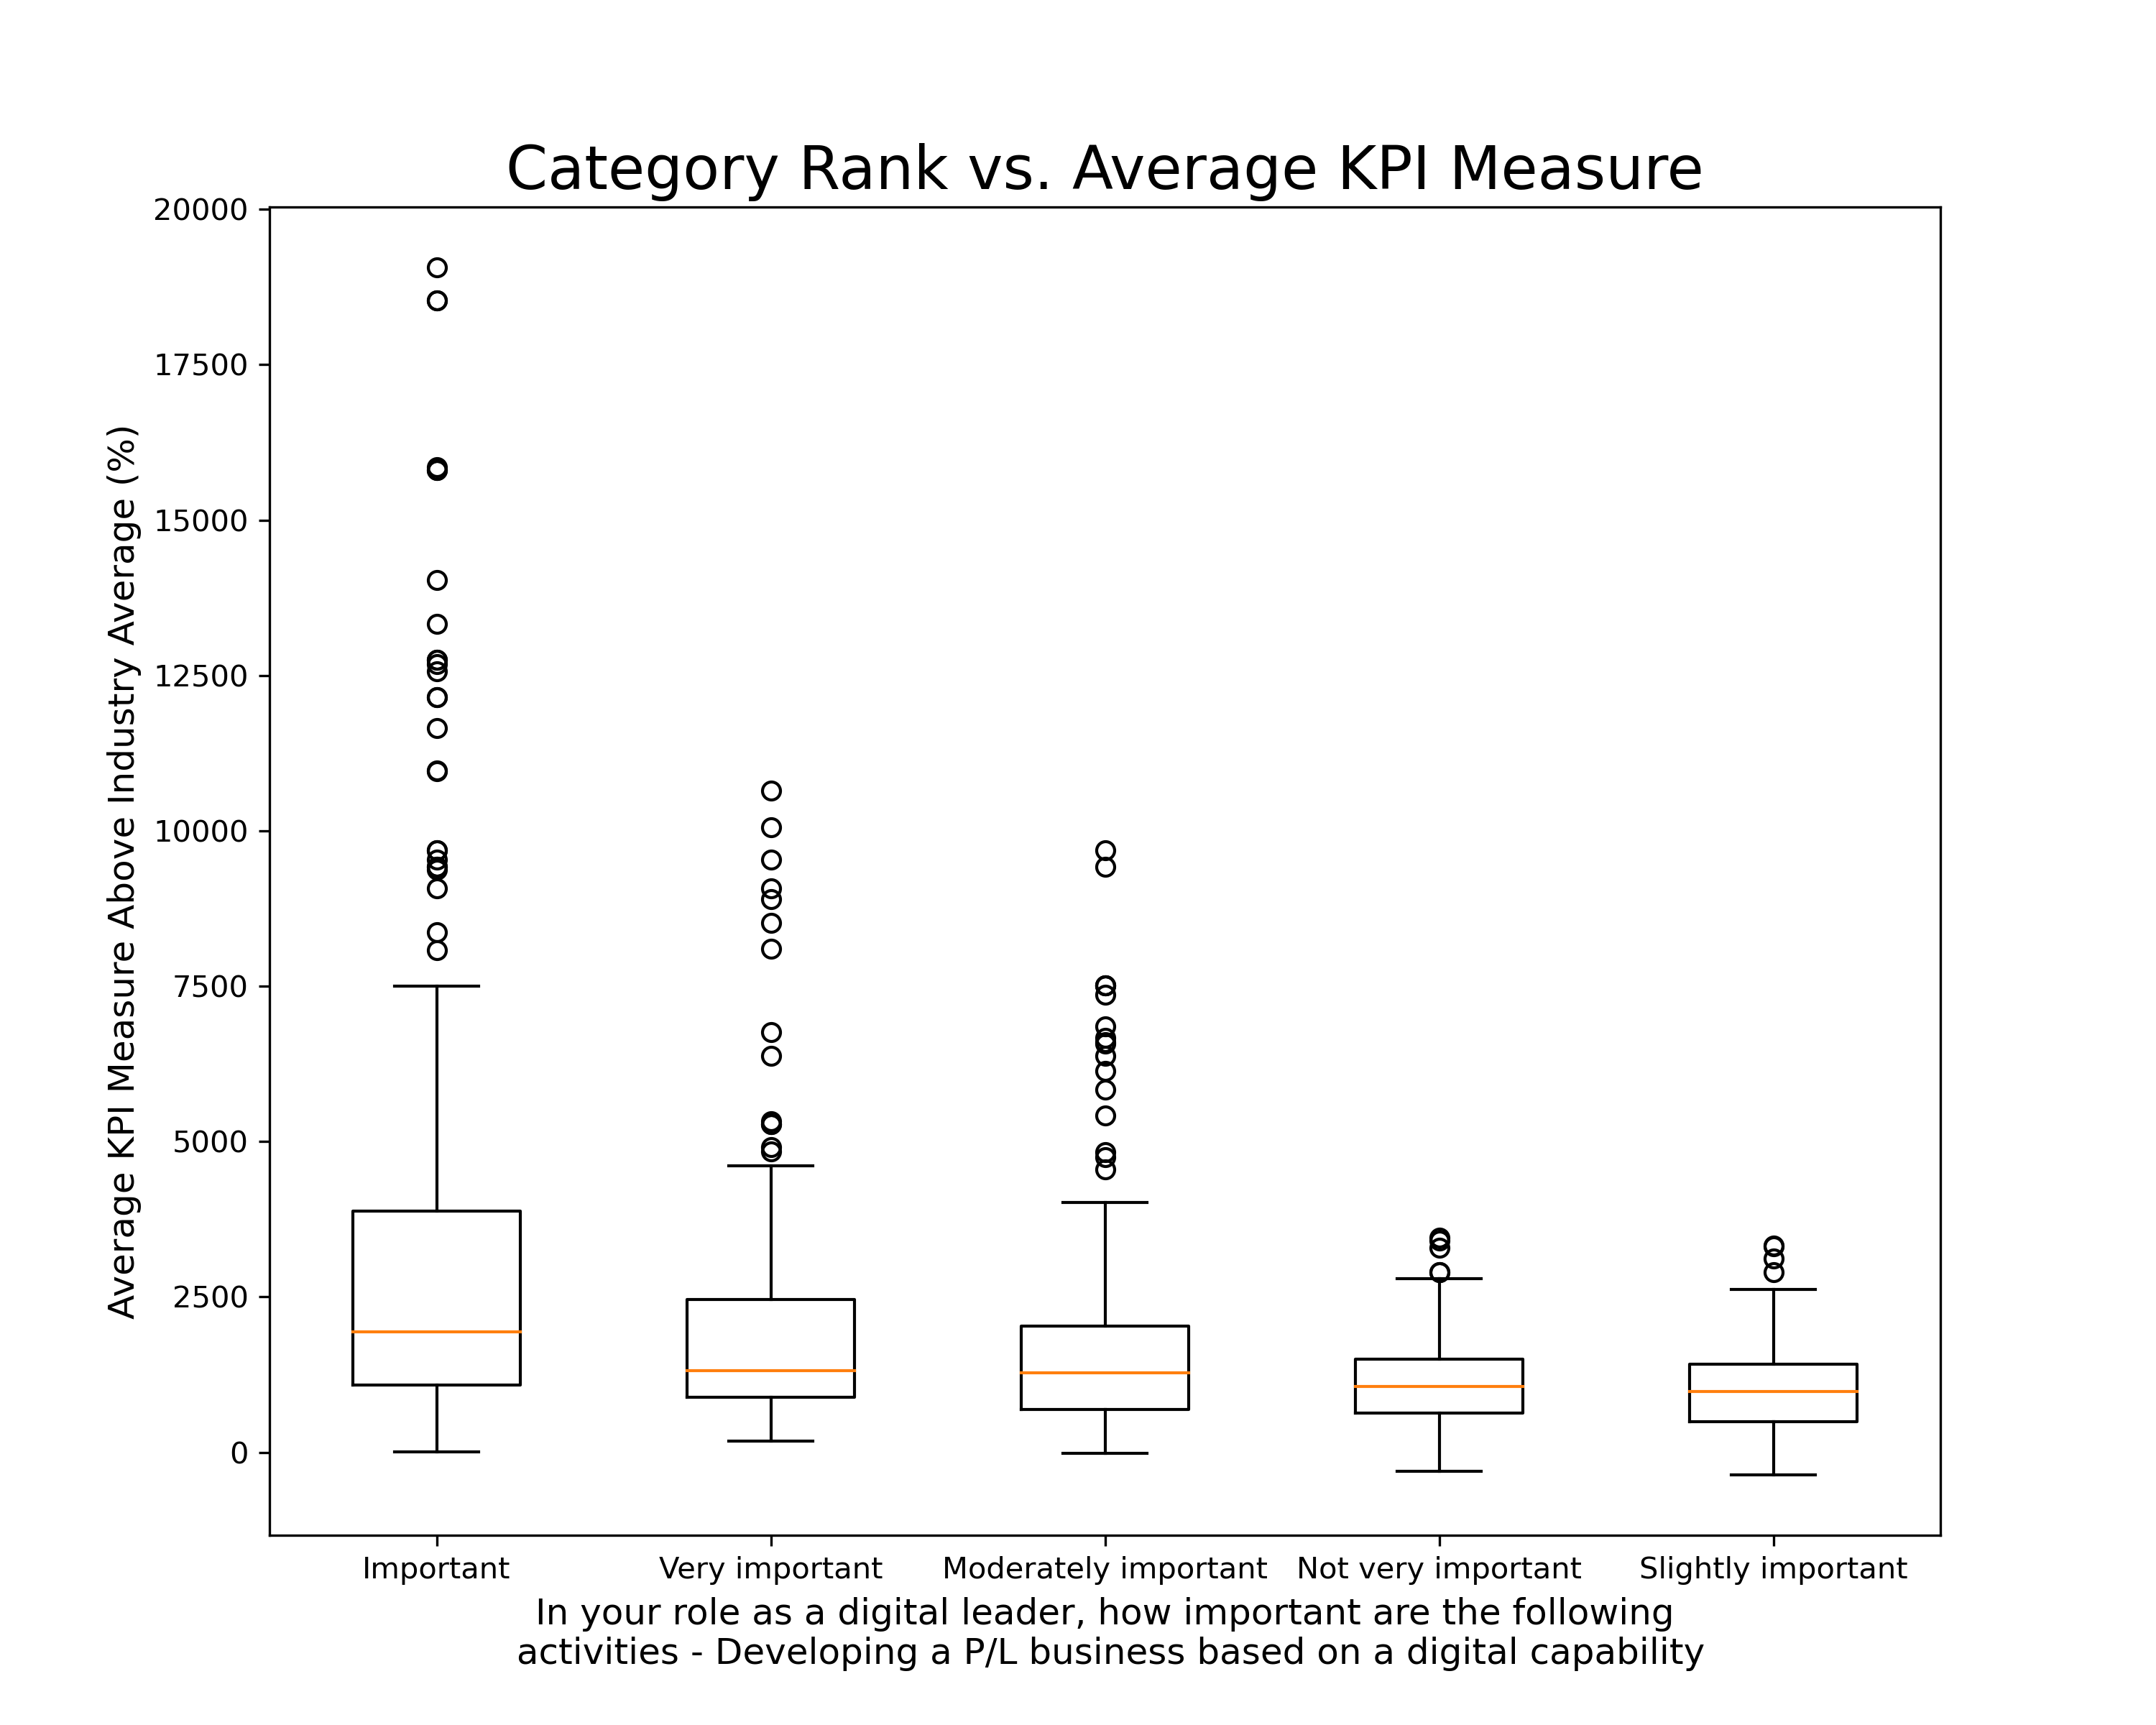 Category Rank vs. Average KPI Measure
Average KPI Measure Above Industry Average (%)
20000
17500
15000
12500
10000
7500
5000
2500
0
Important Very important Moderately important Not very important Slightly important
In your role as a digital leader, how important are the following
activities - Developing a P/L business based on a digital capability